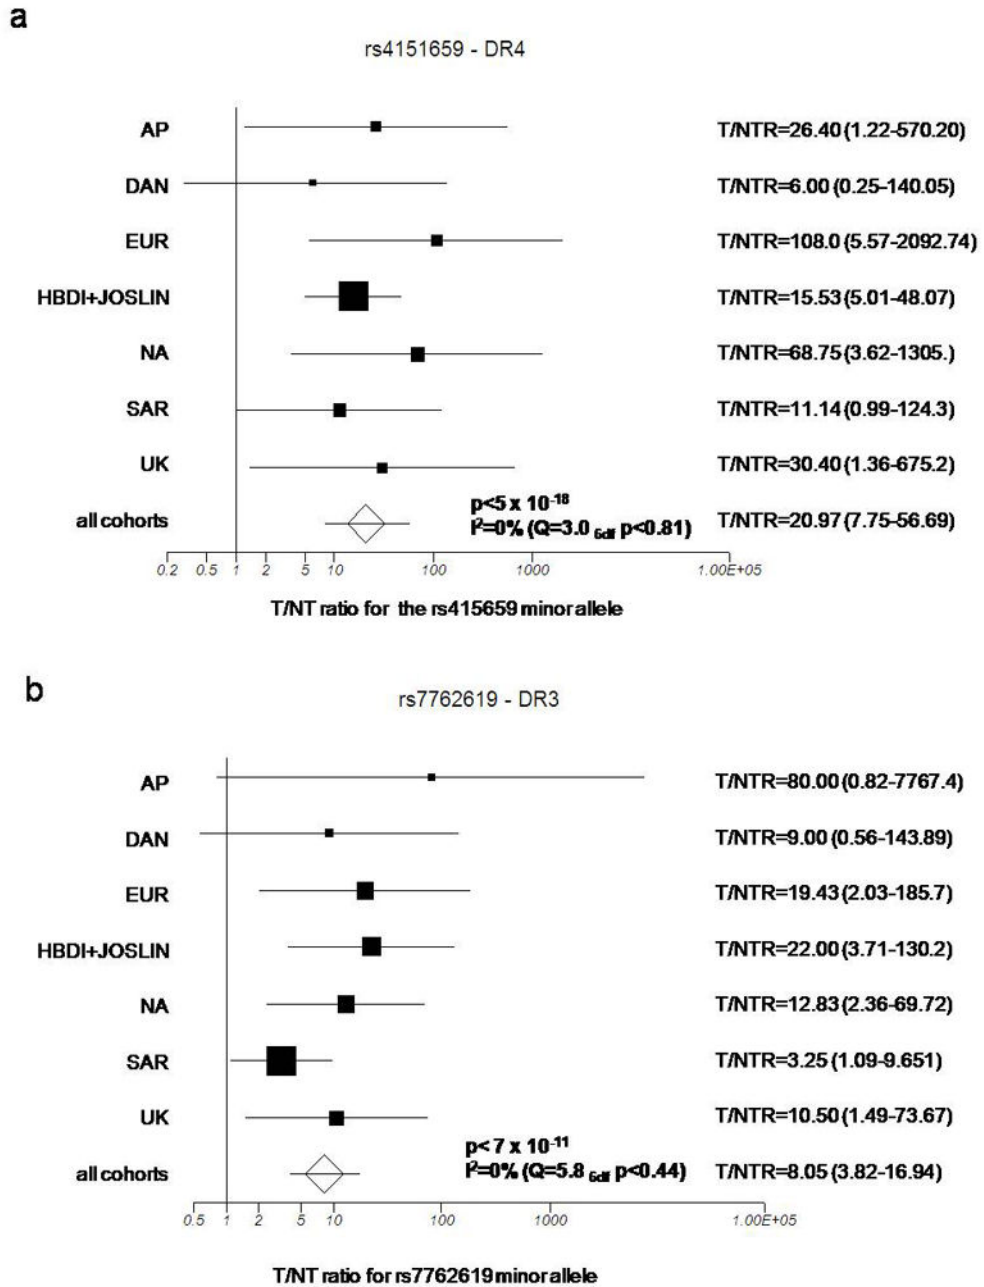 a
rs4151659 - DR4
AP T/NTR=26.40 (1.22-570.20)
DAN T/NTR=6.00 (0.25-140.05)
EUR T/NTR=108.0 (5.57-2092.74)
HBDI+JOSLIN T/NTR=15.53 (5.01-48.07)
NA T/NTR=68.75 (3.62-1305.)
SAR T/NTR=11.14 (0.99-124.3)
UK T/NTR=30.40 (1.36-675.2)
p<5 x 10⁻¹⁸
all cohorts I²=0% (Q=3.0 6df p<0.81) T/NTR=20.97 (7.75-56.69)
0.2 0.5 1 2 5 10 100 1000 1.00E+05
T/NT ratio for the rs415659 minor allele
b
rs7762619 - DR3
AP T/NTR=80.00 (0.82-7767.4)
DAN T/NTR=9.00 (0.56-143.89)
EUR T/NTR=19.43 (2.03-185.7)
HBDI+JOSLIN T/NTR=22.00 (3.71-130.2)
NA T/NTR=12.83 (2.36-69.72)
SAR T/NTR=3.25 (1.09-9.651)
UK T/NTR=10.50 (1.49-73.67)
p< 7 x 10⁻¹¹
all cohorts I²=0% (Q=5.8 6df p<0.44) T/NTR=8.05 (3.82-16.94)
0.5 1 2 5 10 100 1000 1.00E+05
T/NT ratio for rs7762619 minor allele